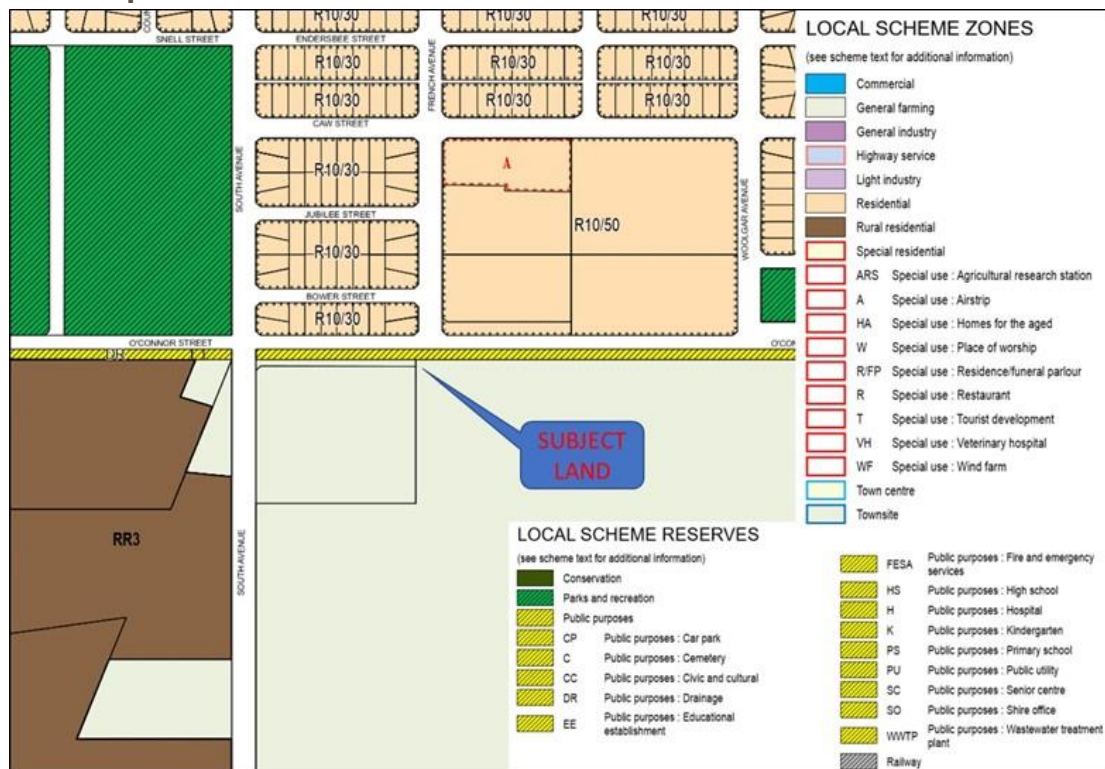 SNELL STREET
COUN
ENDERSBEE STREET
R10/30
R10/30
R10/30
R10/30
R10/30
R10/30
FRENCH AVENUE
CAW STREET
SOUTH AVENUE
R10/30
A
JUBILEE STREET
R10/30
R10/50
WOOLGAR AVENUE
BOWER STREET
R10/30
O'CONNOR STREET
O'CON
DR
SUBJECT
LAND
RR3
SOUTH AVENUE
LOCAL SCHEME ZONES
(see scheme text for additional information)
Commercial
General farming
General industry
Highway service
Light industry
Residential
Rural residential
Special residential
ARS Special use : Agricultural research station
A Special use : Airstrip
HA Special use : Homes for the aged
W Special use : Place of worship
R/FP Special use : Residence/funeral parlour
R Special use : Restaurant
T Special use : Tourist development
VH Special use : Veterinary hospital
WF Special use : Wind farm
Town centre
Townsite
LOCAL SCHEME RESERVES
(see scheme text for additional information)
Conservation
Parks and recreation
Public purposes
CP Public purposes : Car park
C Public purposes : Cemetery
CC Public purposes : Civic and cultural
DR Public purposes : Drainage
EE Public purposes : Educational
establishment
FESA Public purposes : Fire and emergency
services
HS Public purposes : High school
H Public purposes : Hospital
K Public purposes : Kindergarten
PS Public purposes : Primary school
PU Public purposes : Public utility
SC Public purposes : Senior centre
SO Public purposes : Shire office
WWTP Public purposes : Wastewater treatment
plant
Railway